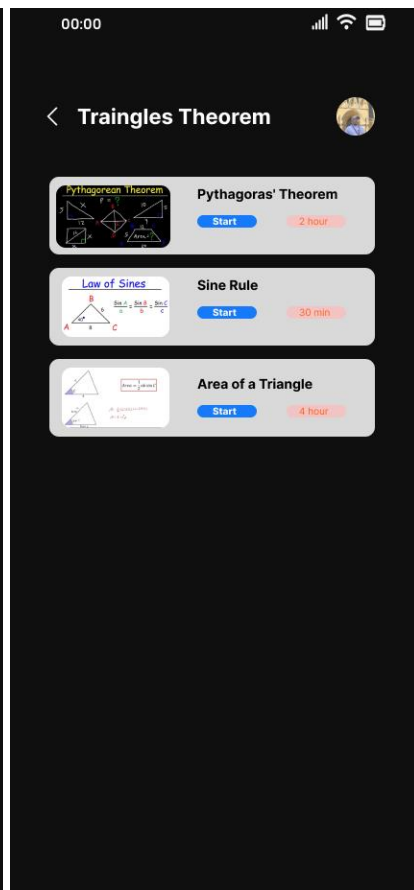 00:00
Traingles Theorem
Pythagorean Theorem
Pythagoras' Theorem
Start
2 hour
Law of Sines
B
A
C
Sine Rule
Start
30 min
Area of a Triangle
Start
4 hour